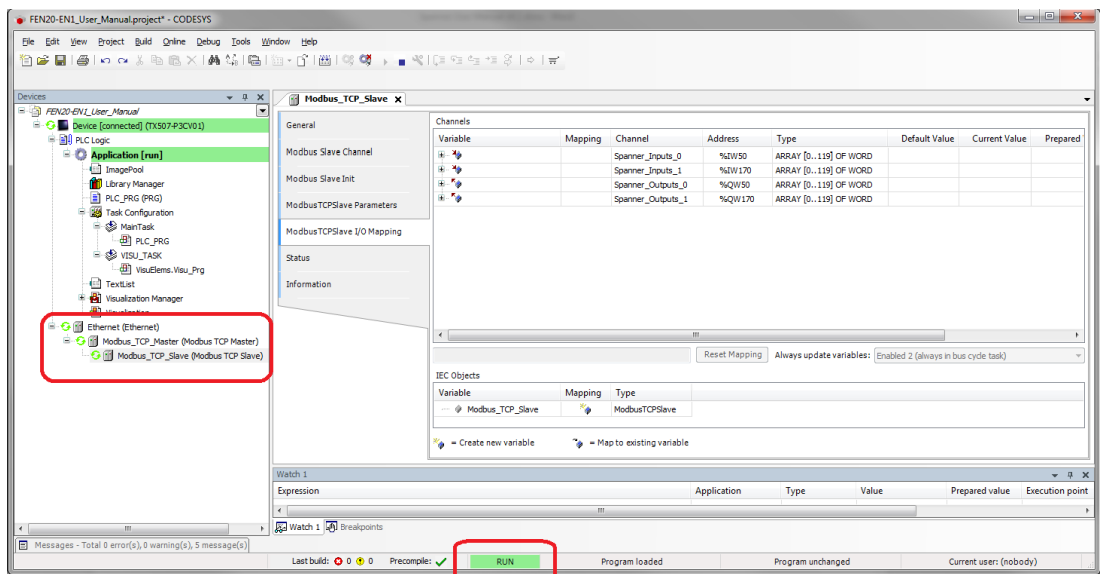 FEN20-EN1_User_Manual.project* - CODESYS
File Edit View Project Build Online Debug Tools Window Help
Devices
FEN20-EN1_User_Manual
Device [connected] (TX507-P3CV01)
PLC Logic
Application [run]
ImagePool
Library Manager
PLC_PRG (PRG)
Task Configuration
MainTask
PLC_PRG
VISU_TASK
VisuElems.Visu_Prg
TextList
Visualization Manager
Visualization
Ethernet (Ethernet)
Modbus_TCP_Master (Modbus TCP Master)
Modbus_TCP_Slave (Modbus TCP Slave)
Modbus_TCP_Slave X
General
Modbus Slave Channel
Modbus Slave Init
ModbusTCPSlave Parameters
ModbusTCPSlave I/O Mapping
Status
Information
Channels
Variable Mapping Channel Address Type Default Value Current Value Prepared
Spanner_Inputs_0 %IW50 ARRAY [0..119] OF WORD
Spanner_Inputs_1 %IW170 ARRAY [0..119] OF WORD
Spanner_Outputs_0 %QW50 ARRAY [0..119] OF WORD
Spanner_Outputs_1 %QW170 ARRAY [0..119] OF WORD
Reset Mapping Always update variables: Enabled 2 (always in bus cycle task)
IEC Objects
Variable Mapping Type
Modbus_TCP_Slave ModbusTCPSlave
= Create new variable = Map to existing variable
Watch 1
Expression Application Type Value Prepared value Execution point
Watch 1 Breakpoints
Messages - Total 0 error(s), 0 warning(s), 5 message(s)
Last build: 0 0 Precompile: RUN Program loaded Program unchanged Current user: (nobody)